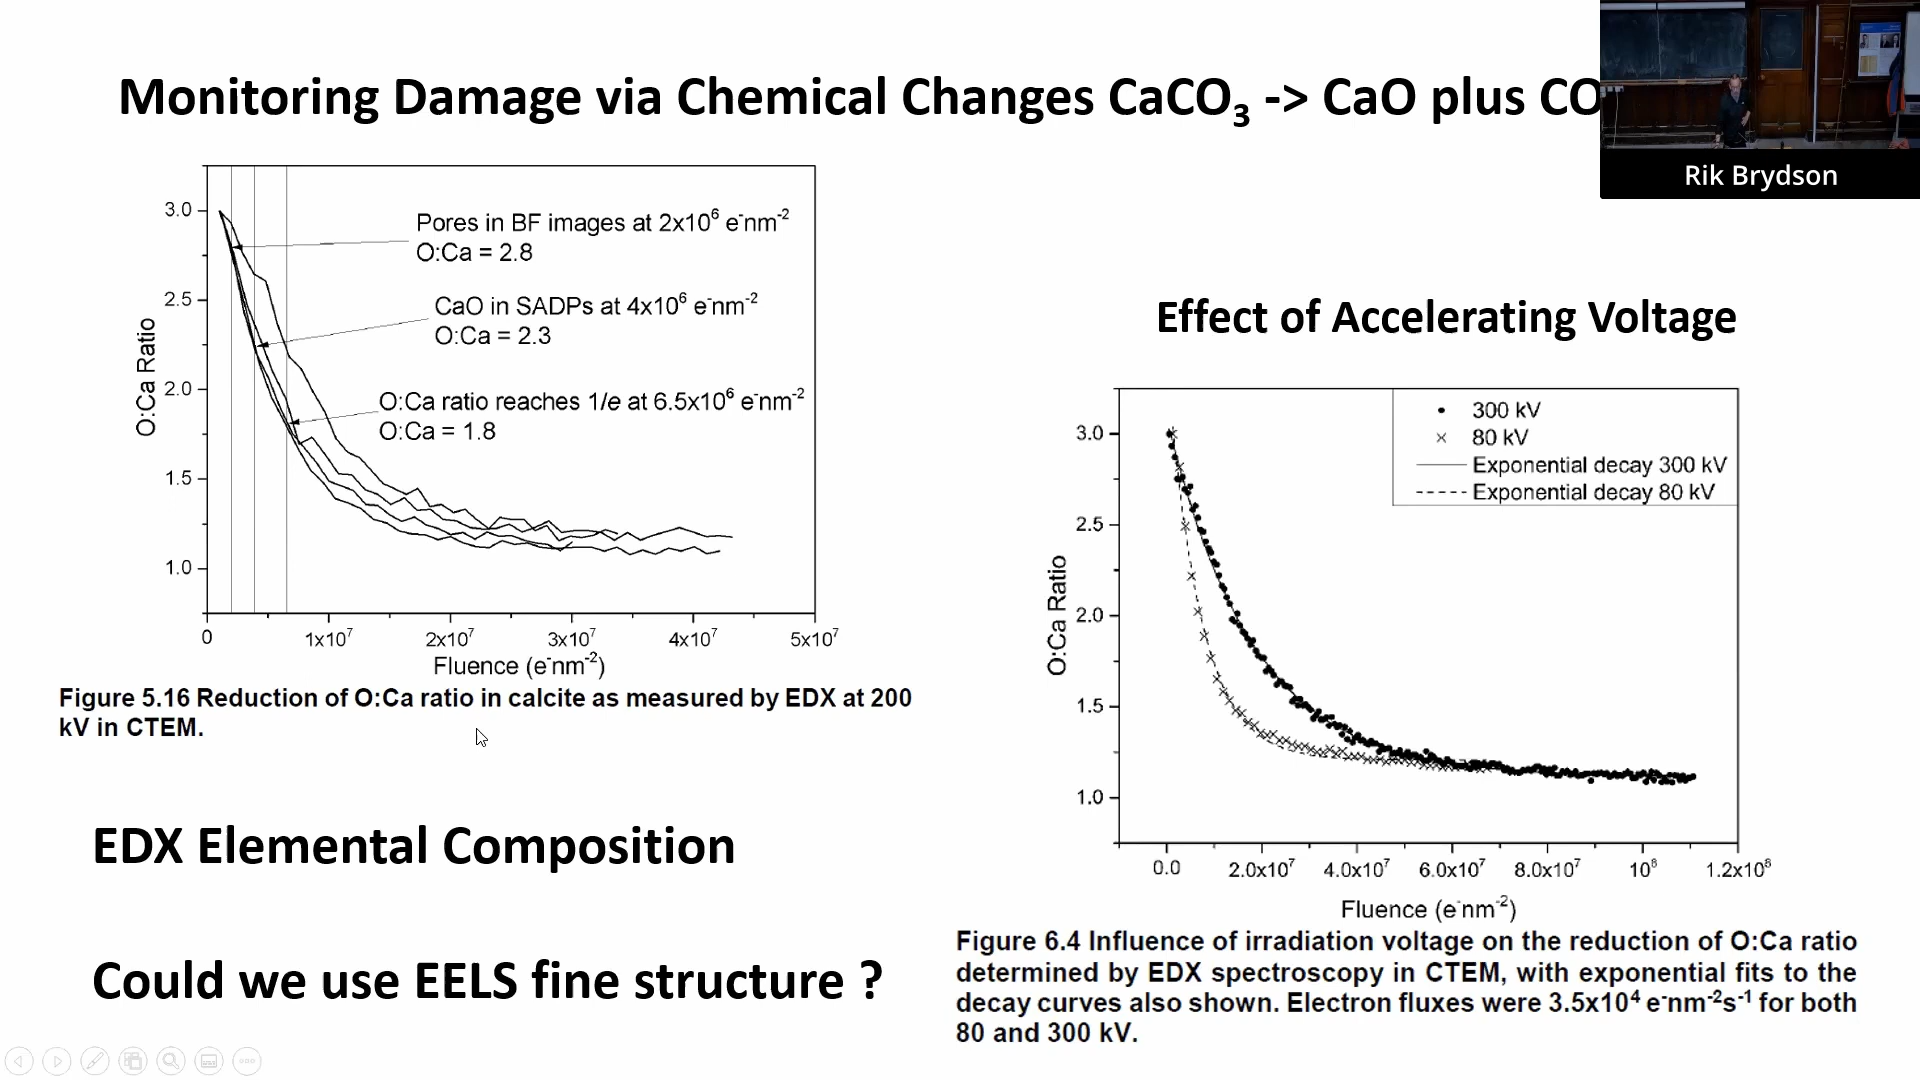 Monitoring Damage via Chemical Changes CaCO₃ -> CaO plus CO
Rik Brydson
3.0
2.5
2.0
1.5
1.0
O:Ca Ratio
Pores in BF images at 2x10⁶ e⁻nm⁻²
O:Ca = 2.8
CaO in SADPs at 4x10⁶ e⁻nm⁻²
O:Ca = 2.3
O:Ca ratio reaches 1/e at 6.5x10⁶ e⁻nm⁻²
O:Ca = 1.8
0 1x10⁷ 2x10⁷ 3x10⁷ 4x10⁷ 5x10⁷
Fluence (e⁻nm⁻²)
Figure 5.16 Reduction of O:Ca ratio in calcite as measured by EDX at 200
kV in CTEM.
EDX Elemental Composition
Could we use EELS fine structure ?
Effect of Accelerating Voltage
300 kV
80 kV
Exponential decay 300 kV
Exponential decay 80 kV
3.0
2.5
2.0
1.5
1.0
O:Ca Ratio
0.0 2.0x10⁷ 4.0x10⁷ 6.0x10⁷ 8.0x10⁷ 10⁸ 1.2x10⁸
Fluence (e⁻nm⁻²)
Figure 6.4 Influence of irradiation voltage on the reduction of O:Ca ratio
determined by EDX spectroscopy in CTEM, with exponential fits to the
decay curves also shown. Electron fluxes were 3.5x10⁴ e⁻nm⁻²s⁻¹ for both
80 and 300 kV.